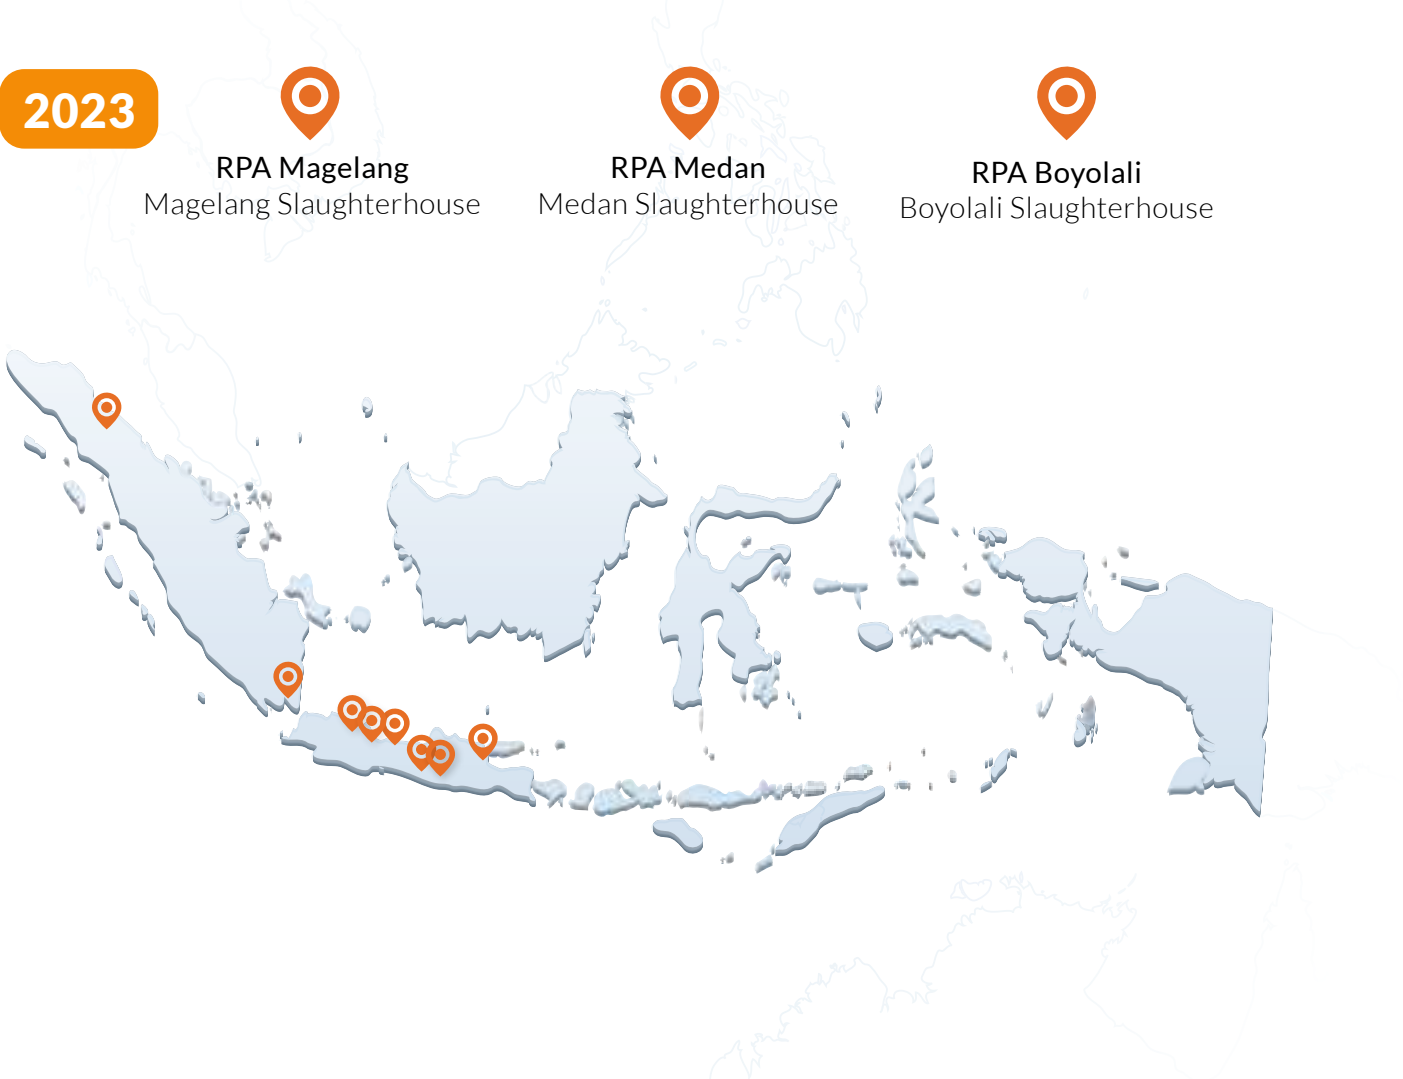 2023
RPA Magelang
Magelang Slaughterhouse
RPA Medan
Medan Slaughterhouse
RPA Boyolali
Boyolali Slaughterhouse